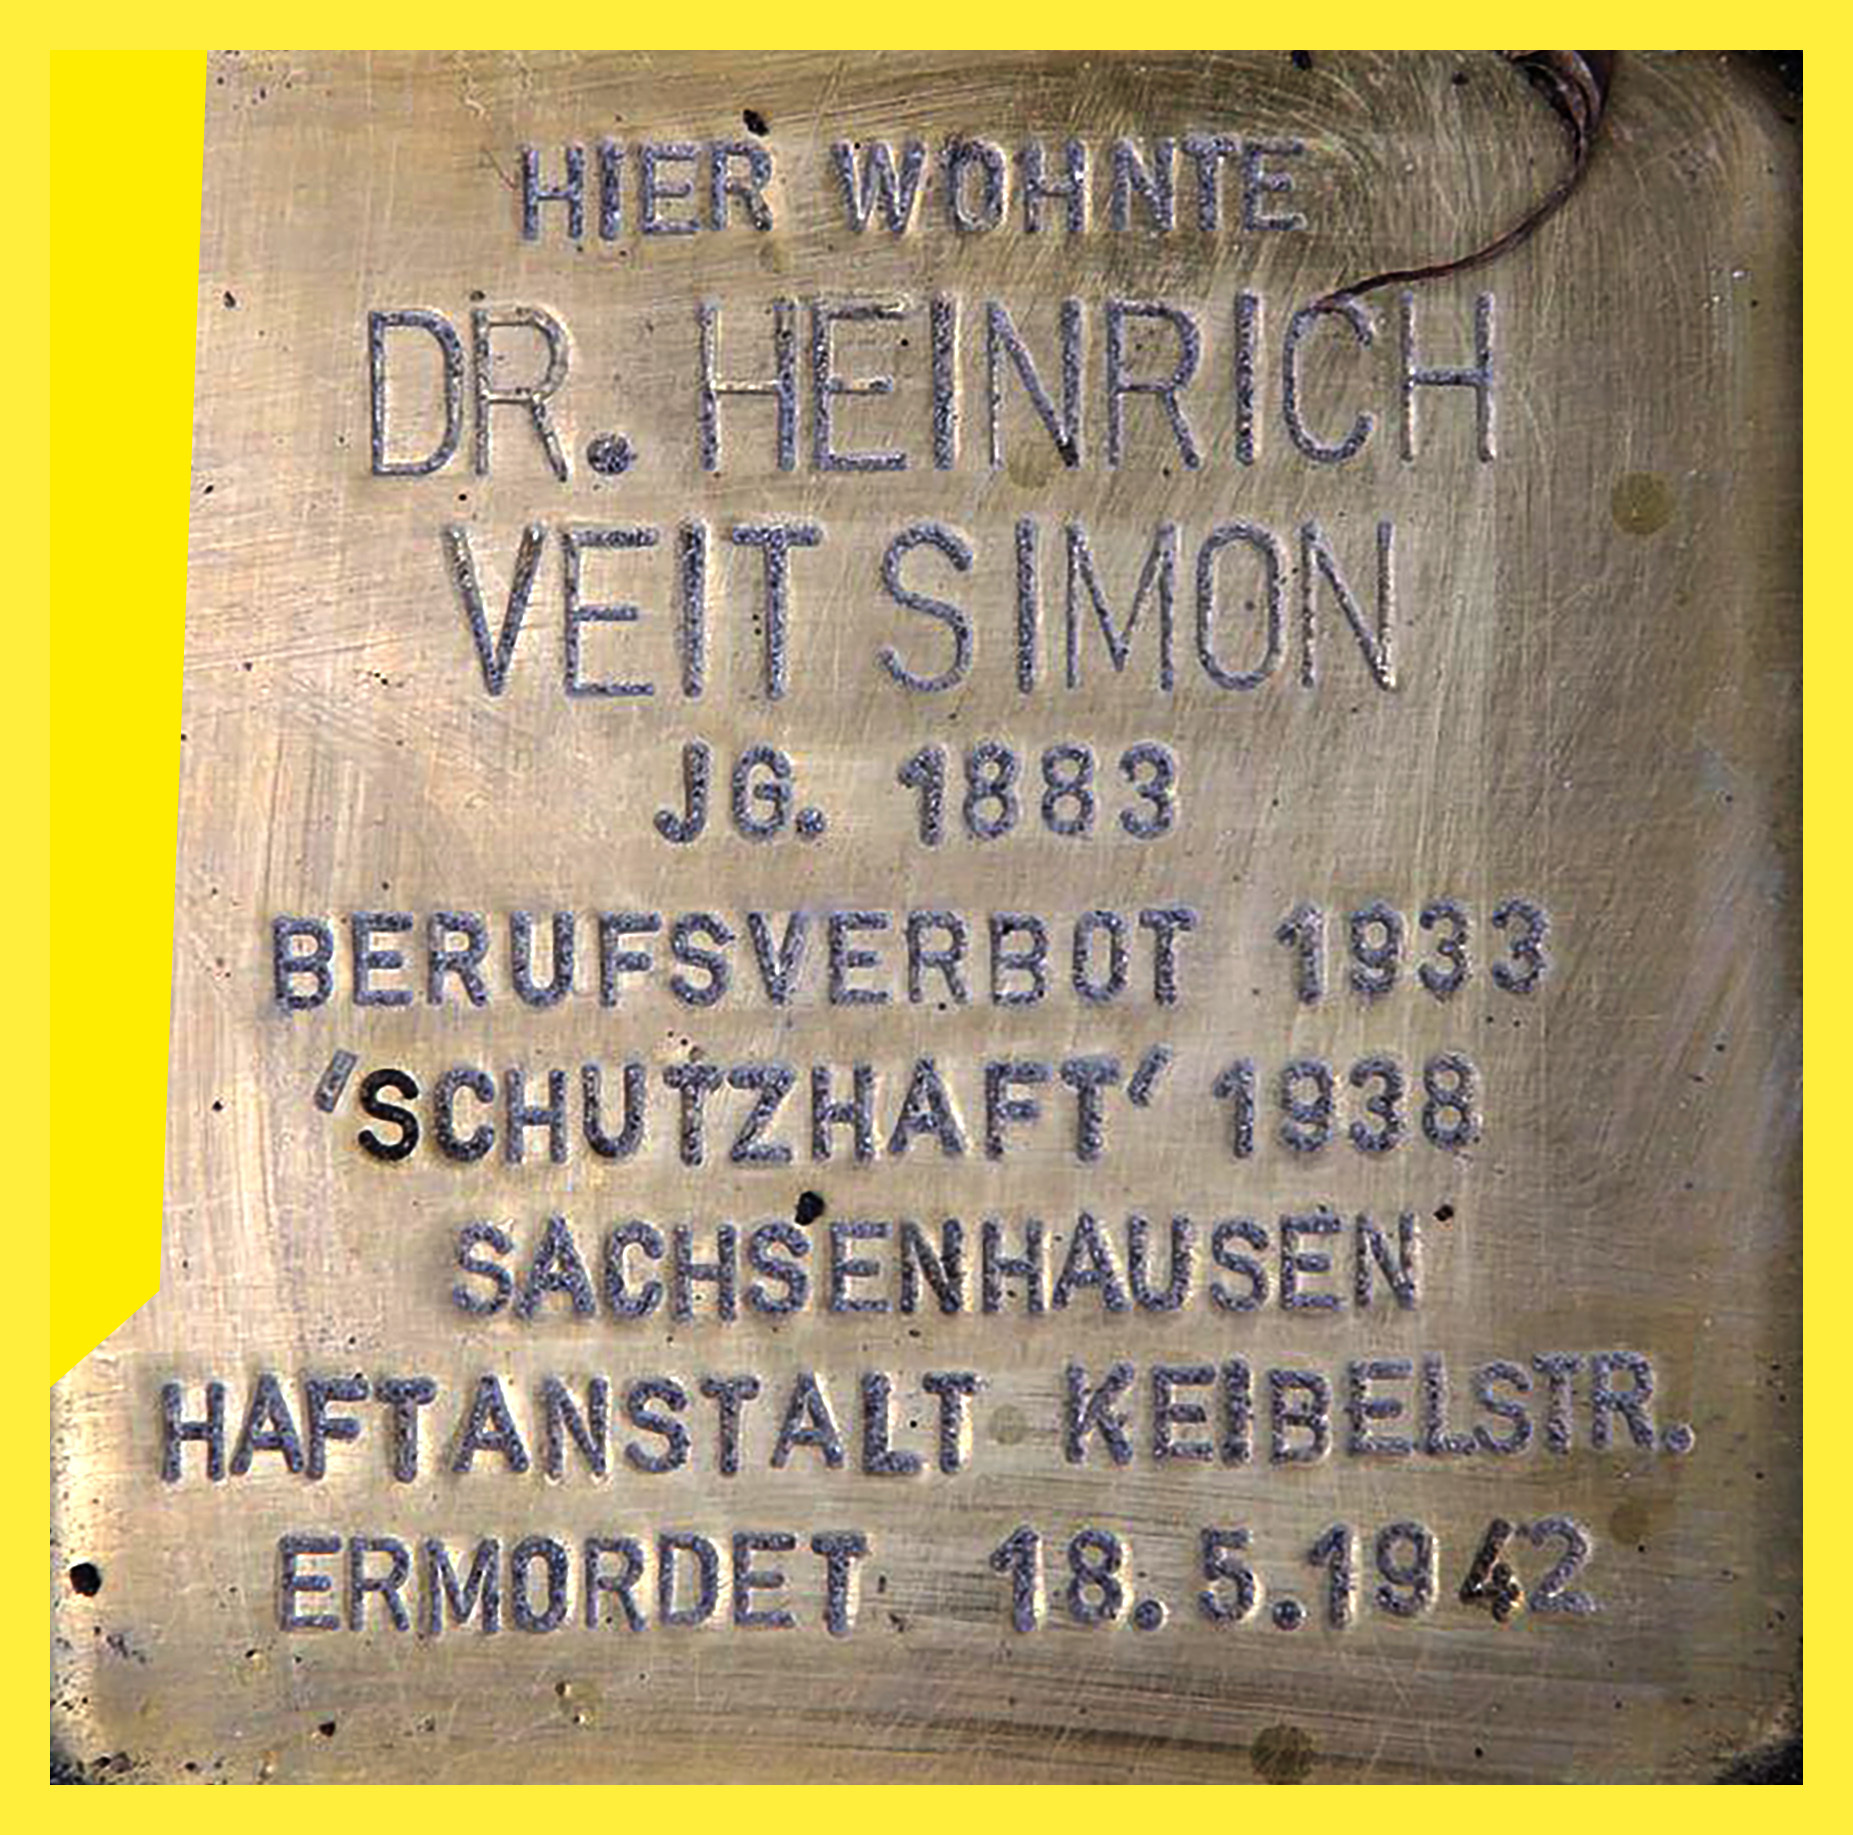 HIER WOHNTE
DR. HEINRICH
VEIT SIMON
JG. 1883
BERUFSVERBOT 1933
'SCHUTZHAFT' 1938
SACHSENHAUSEN
HAFTANSTALT KEIBELSTR.
ERMORDET 18.5.1942